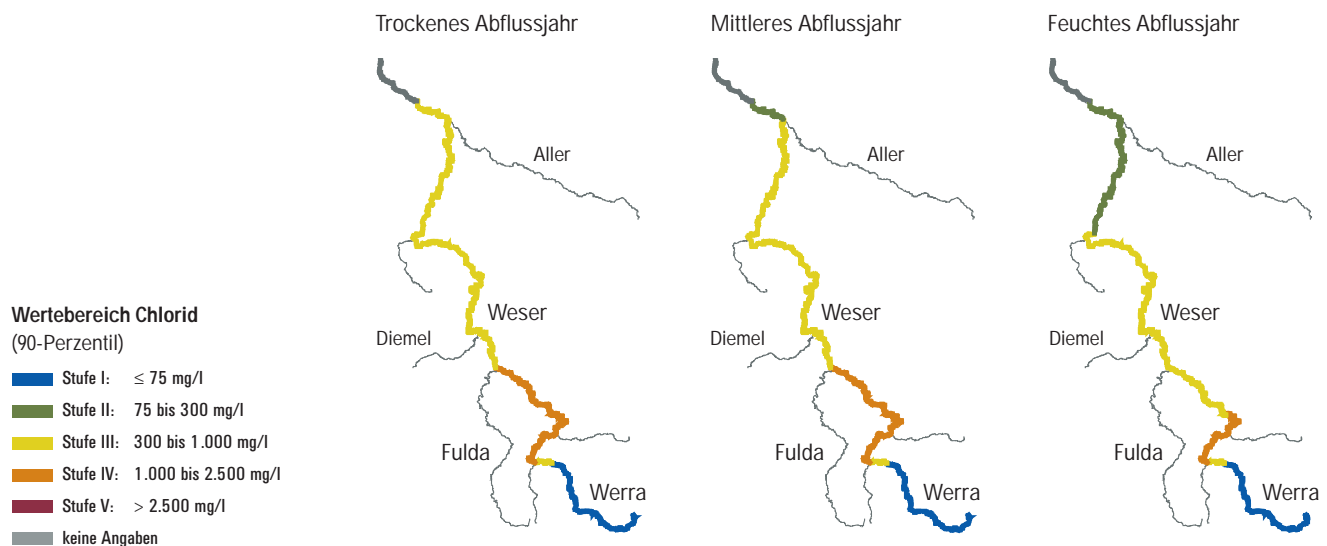 Trockenes Abflussjahr
Mittleres Abflussjahr
Feuchtes Abflussjahr
Aller
Aller
Aller
Weser
Weser
Weser
Diemel
Diemel
Diemel
Fulda
Fulda
Fulda
Werra
Werra
Werra
Wertebereich Chlorid
(90-Perzentil)
Stufe I: ≤ 75 mg/l
Stufe II: 75 bis 300 mg/l
Stufe III: 300 bis 1.000 mg/l
Stufe IV: 1.000 bis 2.500 mg/l
Stufe V: > 2.500 mg/l
keine Angaben